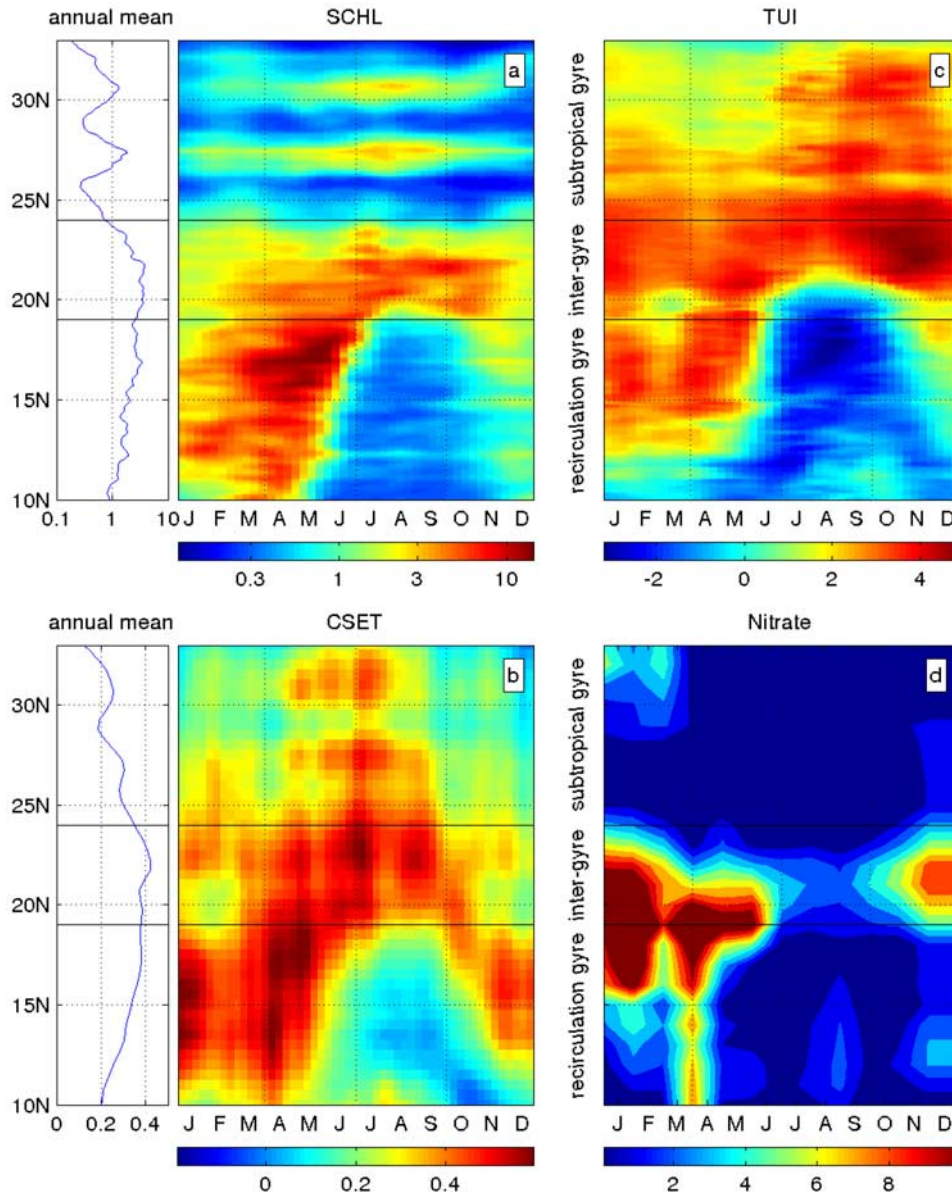 annual mean
SCHL
TUI
a
c
30N
25N
20N
15N
10N
0.1 1 10
J F M A M J J A S O N D
subtropical gyre
inter-gyre
recirculation gyre
J F M A M J J A S O N D
0.3 1 3 10
-2 0 2 4
annual mean
CSET
Nitrate
b
d
30N
25N
20N
15N
10N
0.2 0.4
J F M A M J J A S O N D
subtropical gyre
inter-gyre
recirculation gyre
J F M A M J J A S O N D
0 0.2 0.4
2 4 6 8